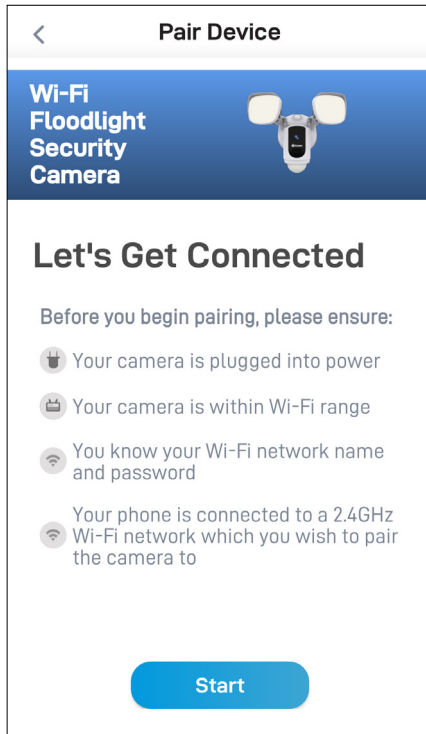 Pair Device
Wi-Fi
Floodlight
Security
Camera
Let's Get Connected
Before you begin pairing, please ensure:
Your camera is plugged into power
Your camera is within Wi-Fi range
You know your Wi-Fi network name
and password
Your phone is connected to a 2.4GHz
Wi-Fi network which you wish to pair
the camera to
Start